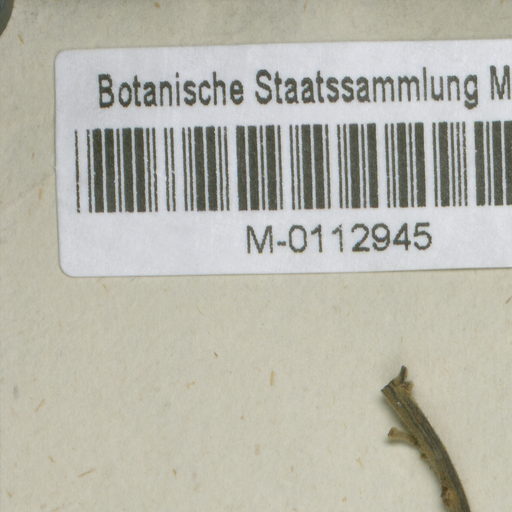 Botanische Staatssammlung M
M-0112945